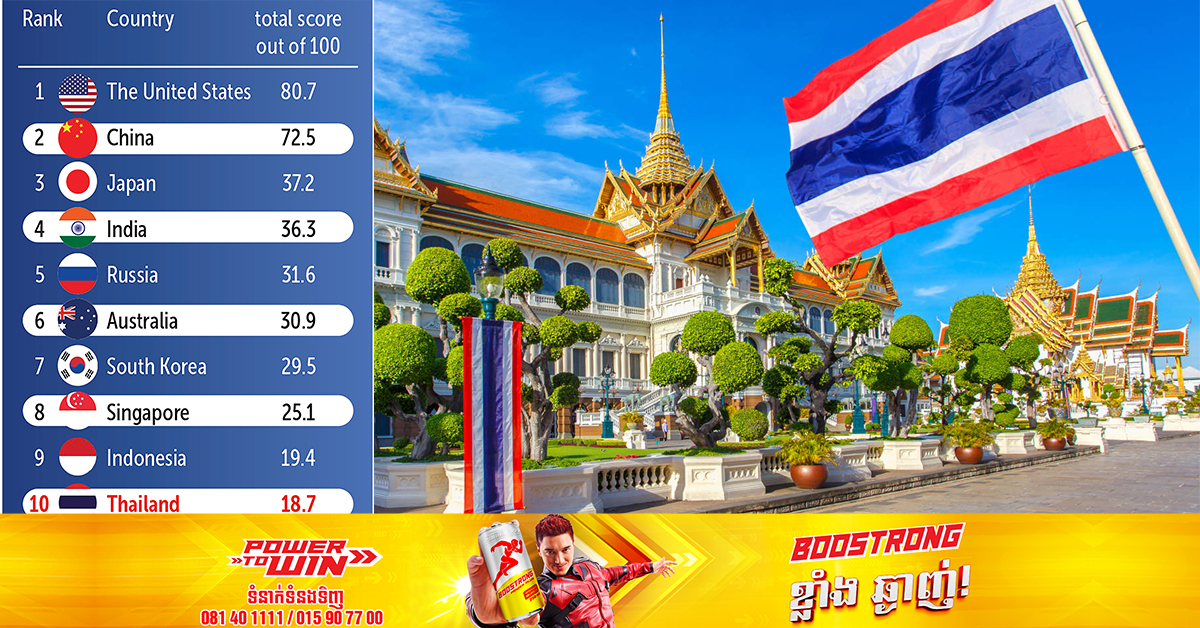 Rank Country total score out of 100
1 The United States 80.7
2 China 72.5
3 Japan 37.2
4 India 36.3
5 Russia 31.6
6 Australia 30.9
7 South Korea 29.5
8 Singapore 25.1
9 Indonesia 19.4
10 Thailand 18.7
POWER
TO WIN
ទំនាក់ទំនងទិញ
081 40 1111 / 015 90 77 00
BOOSTRONG
BOOSTRONG
ខ្លាំង ឆ្ងាញ់!